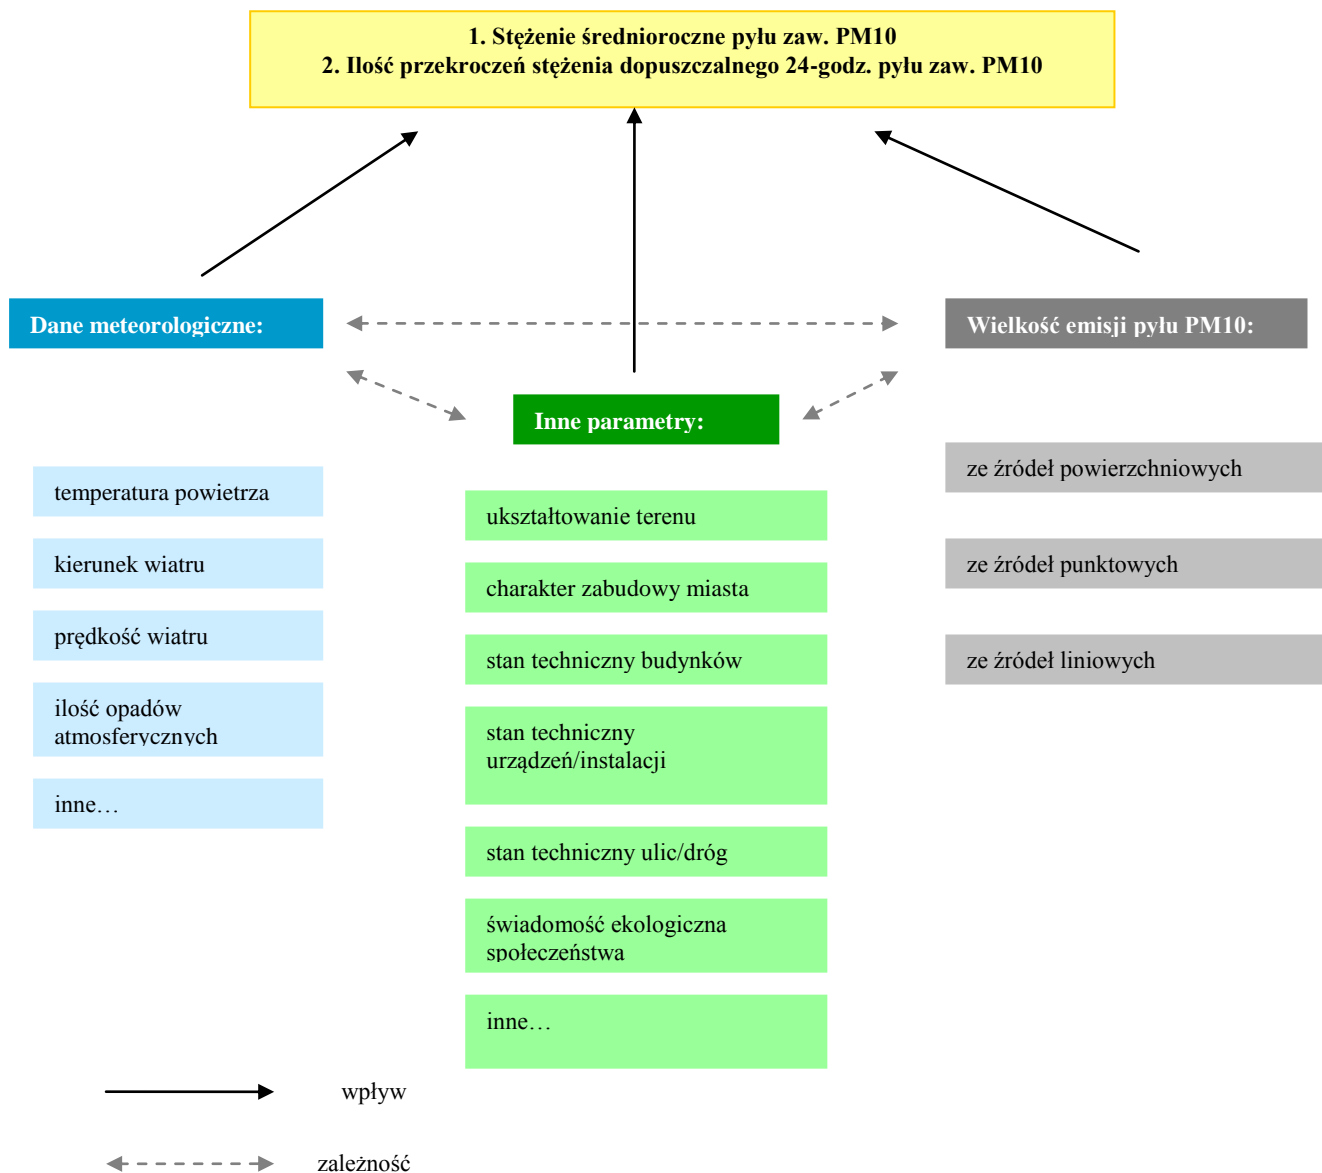 1. Stężenie średnioroczne pyłu zaw. PM10
2. Ilość przekroczeń stężenia dopuszczalnego 24-godz. pyłu zaw. PM10
Dane meteorologiczne:
Wielkość emisji pyłu PM10:
Inne parametry:
temperatura powietrza
kierunek wiatru
prędkość wiatru
ilość opadów
atmosferycznych
inne…
ukształtowanie terenu
charakter zabudowy miasta
stan techniczny budynków
stan techniczny
urządzeń/instalacji
stan techniczny ulic/dróg
świadomość ekologiczna
społeczeństwa
inne…
ze źródeł powierzchniowych
ze źródeł punktowych
ze źródeł liniowych
wpływ
zależność